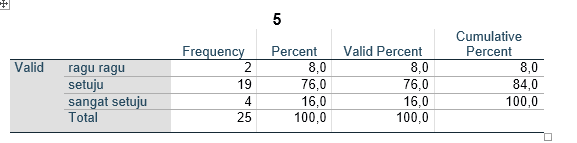 5
Frequency Percent Valid Percent Cumulative Percent
Valid ragu ragu 2 8,0 8,0 8,0
setuju 19 76,0 76,0 84,0
sangat setuju 4 16,0 16,0 100,0
Total 25 100,0 100,0